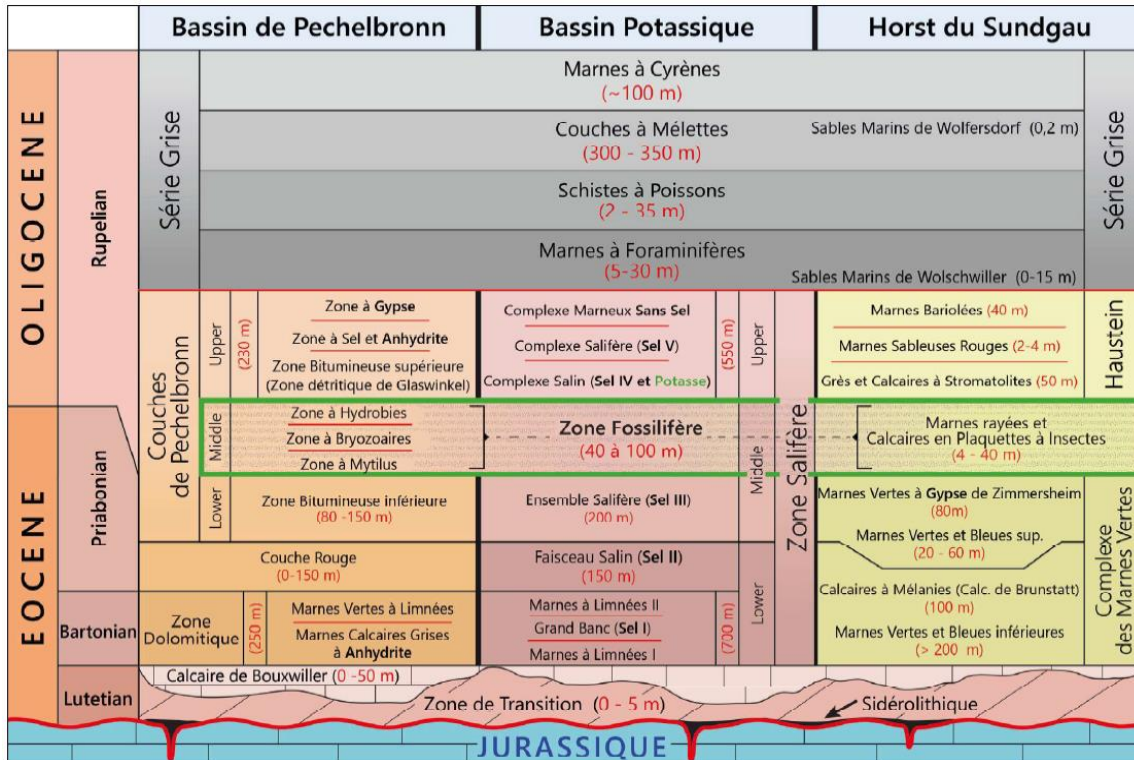 Bassin de Pechelbronn
Bassin Potassique
Horst du Sundgau
OLIGOCENE
EOCENE
Rupelian
Priabonian
Bartonian
Lutetian
Série Grise
Marnes à Cyrènes
(~100 m)
Couches à Mélettes
(300 - 350 m)
Sables Marins de Wolfersdorf (0,2 m)
Schistes à Poissons
(2 - 35 m)
Marnes à Foraminifères
(5-30 m)
Sables Marins de Wolschwiller (0-15 m)
Série Grise
Couches
de Pechelbronn
Upper
(230 m)
Zone à Gypse
Zone à Sel et Anhydrite
Zone Bitumineuse supérieure
(Zone détritique de Glaswinkel)
Middle
Zone à Hydrobies
Zone à Bryozoaires
Zone à Mytilus
Lower
Zone Bitumineuse inférieure
(80 -150 m)
Couche Rouge
(0-150 m)
Zone
Dolomitique
(250 m)
Marnes Vertes à Limnées
Marnes Calcaires Grises
à Anhydrite
Complexe Marneux Sans Sel
Complexe Salifère (Sel V)
Complexe Salin (Sel IV et Potasse)
(550 m)
Upper
Zone Fossilifère
(40 à 100 m)
Middle
Ensemble Salifère (Sel III)
(200 m)
Faisceau Salin (Sel II)
(150 m)
Marnes à Limnées II
Grand Banc (Sel I)
Marnes à Limnées I
(700 m)
Lower
Zone Salifère
Marnes Bariolées (40 m)
Marnes Sableuses Rouges (2-4 m)
Grès et Calcaires à Stromatolites (50 m)
Haustein
Marnes rayées et
Calcaires en Plaquettes à Insectes
(4 - 40 m)
Marnes Vertes à Gypse de Zimmersheim
(80m)
Marnes Vertes et Bleues sup.
(20 - 60 m)
Calcaires à Mélanies (Calc. de Brunstatt)
(100 m)
Marnes Vertes et Bleues inférieures
(> 200 m)
Complexe
des Marnes Vertes
Calcaire de Bouxwiller (0 -50 m)
Zone de Transition (0 - 5 m)
Sidérolithique
JURASSIQUE